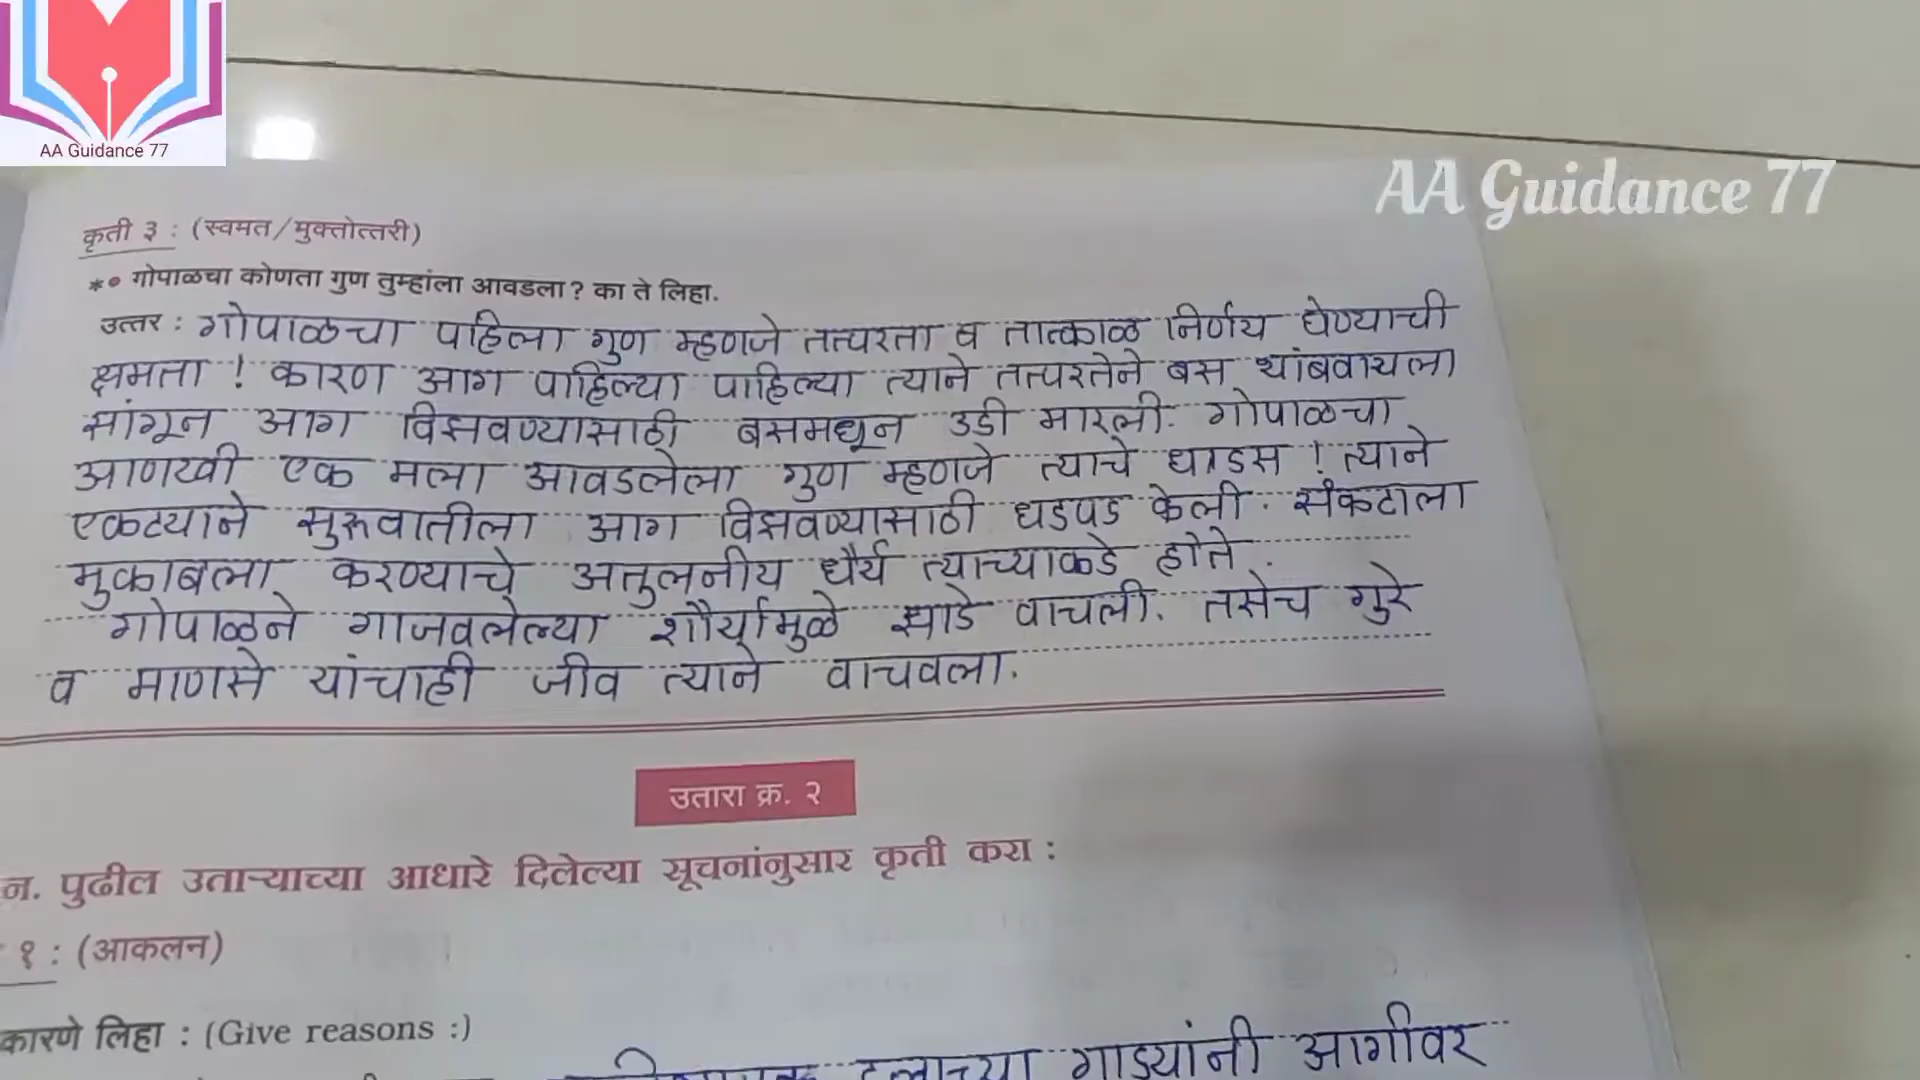 AA Guidance 77
AA Guidance 77
कृती ३ : (स्वमत/मुक्तोत्तरी)
*• गोपाळचा कोणता गुण तुम्हांला आवडला? का ते लिहा.
उत्तर : गोपाळचा पहिला गुण म्हणजे तत्परता व तात्काळ निर्णय घेण्याची
क्षमता ! कारण आग पाहिल्या पाहिल्या त्याने तत्परतेने बस थांबवायला
सांगून आग विझवण्यासाठी बसमधून उडी मारली. गोपाळचा
आणखी एक मला आवडलेला गुण म्हणजे त्याचे धाडस ! त्याने
एकट्याने सुरुवातीला आग विझवण्यासाठी धडपड केली. संकटाला
मुकाबला करण्याचे अतुलनीय धैर्य त्याच्याकडे होते.
गोपाळने गाजवलेल्या शौर्यामुळे झाडे वाचली. तसेच गुरे
व माणसे यांचाही जीव त्याने वाचवला.
उतारा क्र. २
न. पुढील उताऱ्याच्या आधारे दिलेल्या सूचनांनुसार कृती करा :
१ : (आकलन)
कारणे लिहा : (Give reasons :)
दलाच्या गाड्यांनी आगीवर